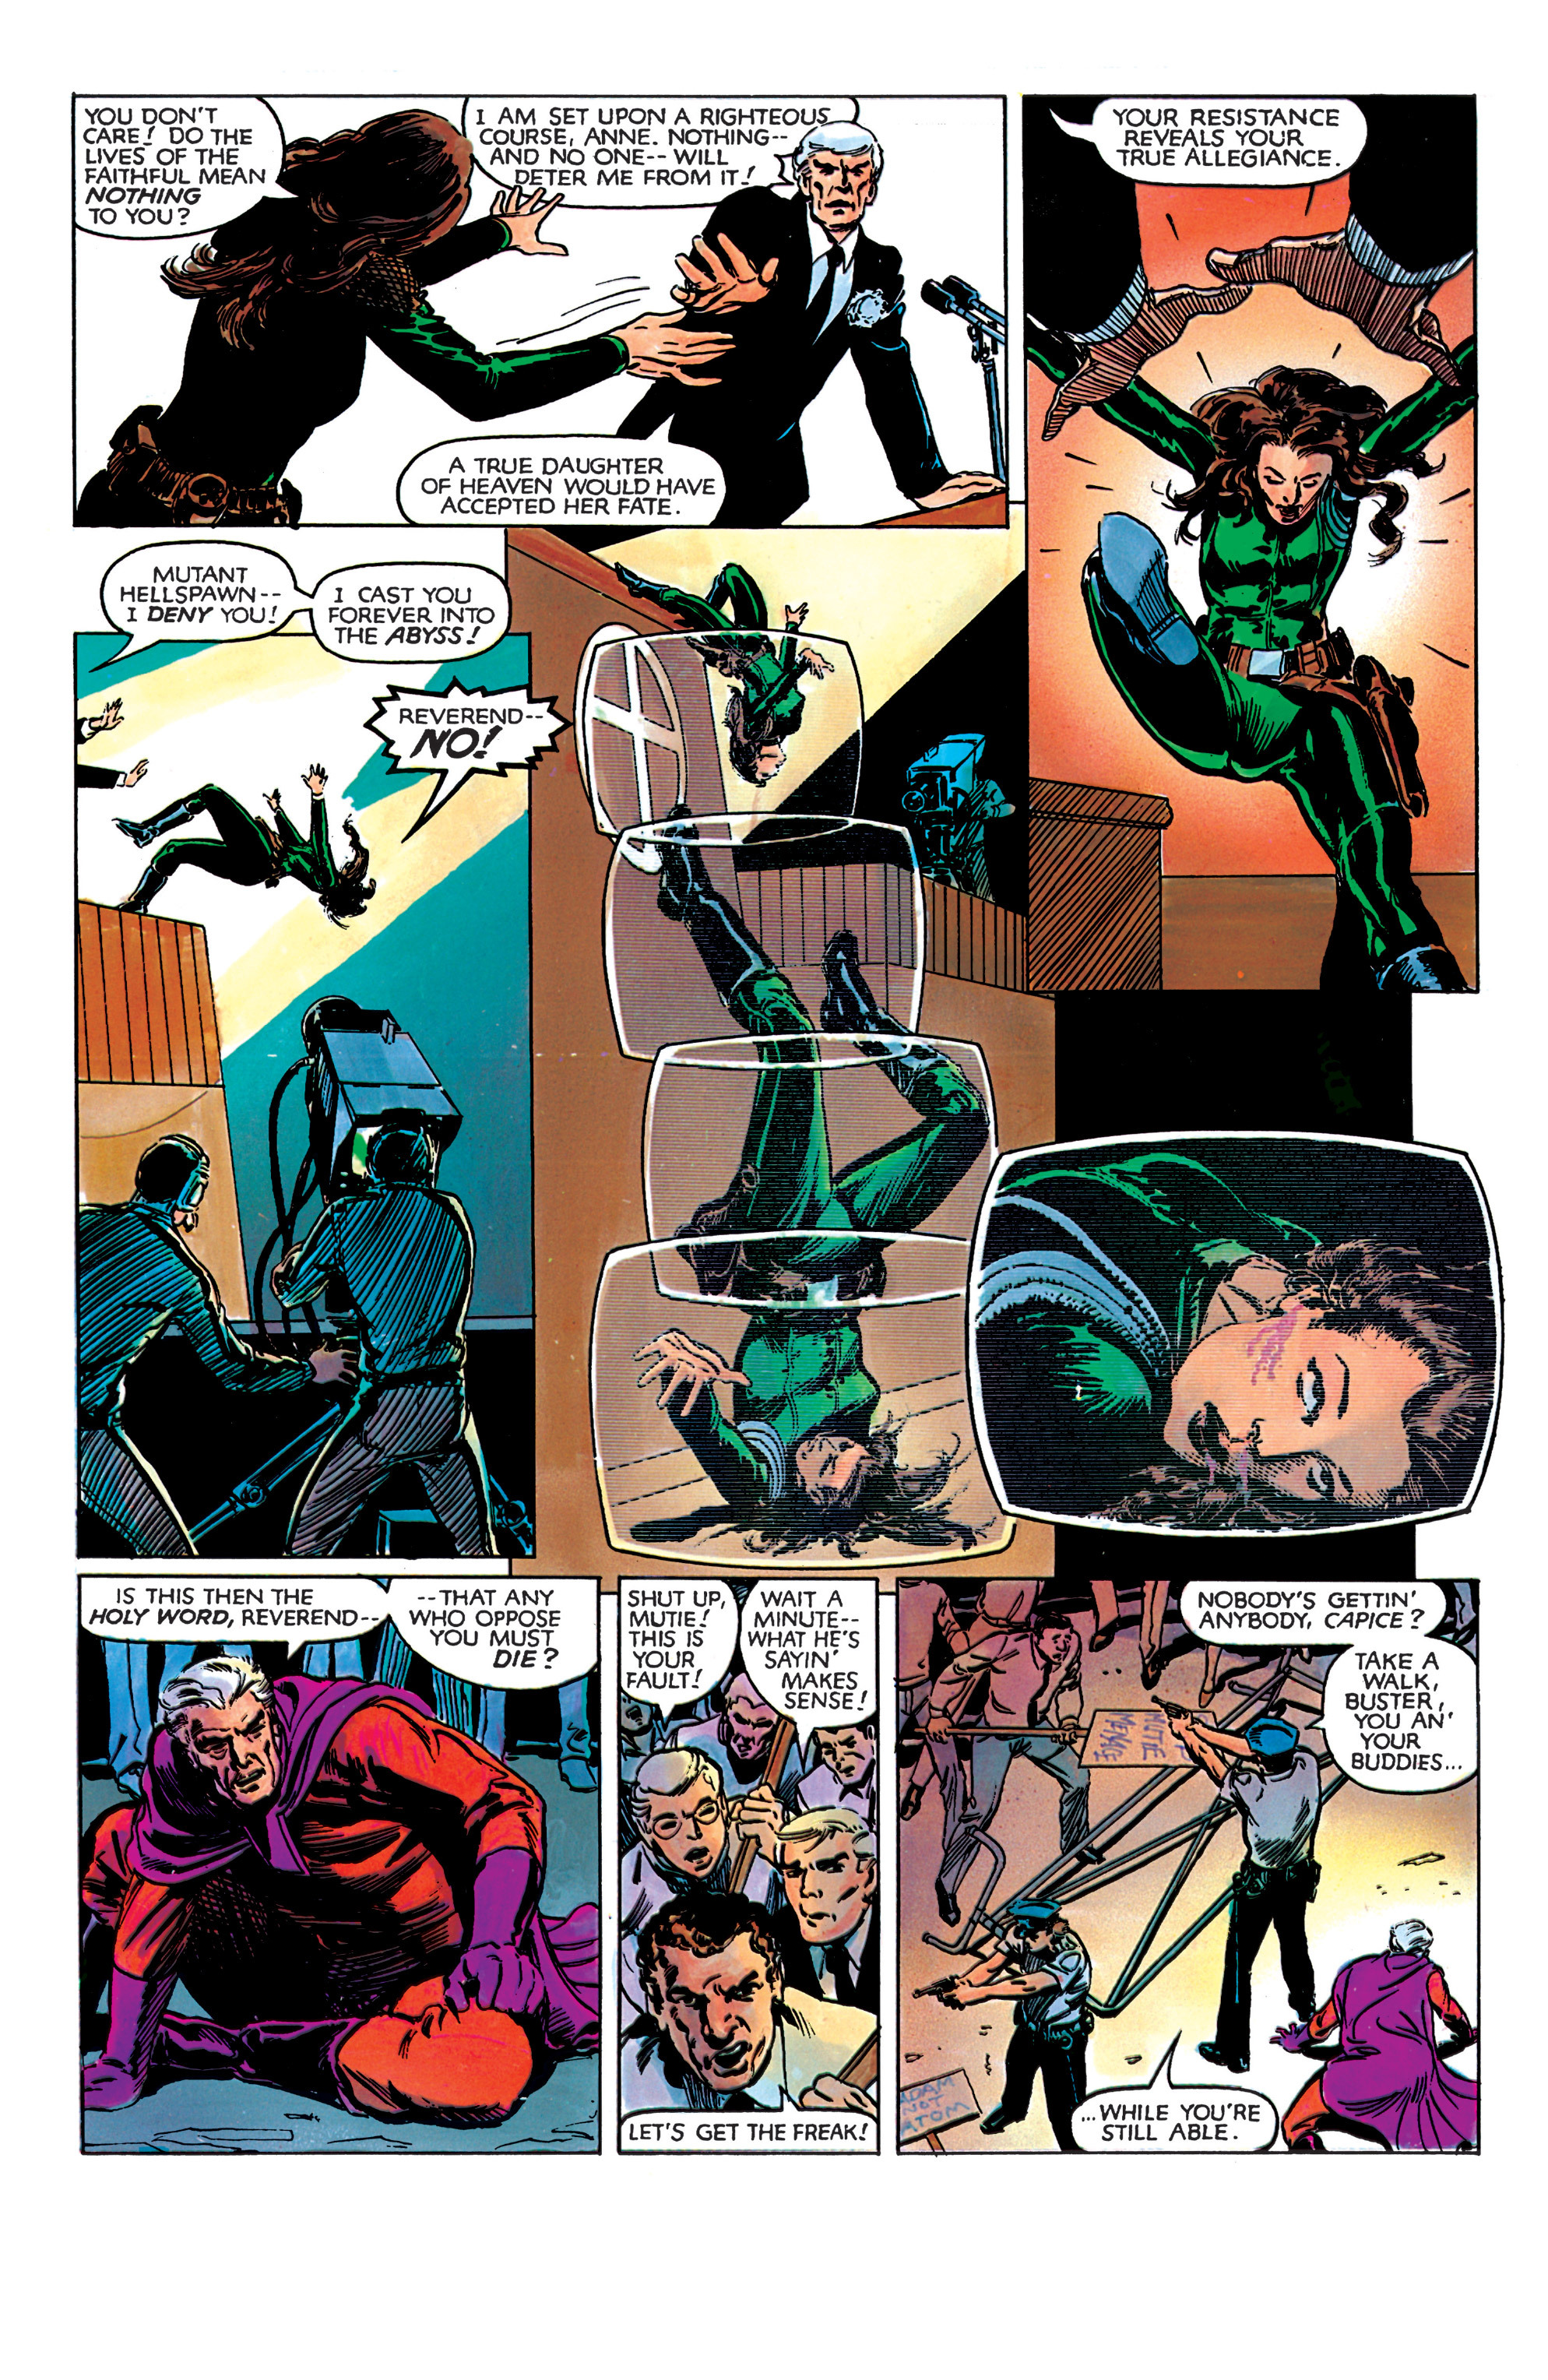 YOU DON'T
CARE! DO THE
LIVES OF THE
FAITHFUL MEAN
NOTHING
TO YOU?
I AM SET UPON A RIGHTEOUS
COURSE, ANNE. NOTHING--
AND NO ONE-- WILL
DETER ME FROM IT!
A TRUE DAUGHTER
OF HEAVEN WOULD HAVE
ACCEPTED HER FATE.
YOUR RESISTANCE
REVEALS YOUR
TRUE ALLEGIANCE.
MUTANT
HELLSPAWN--
I DENY YOU!
I CAST YOU
FOREVER INTO
THE ABYSS!
REVEREND--
NO!
IS THIS THEN THE
HOLY WORD, REVEREND--
--THAT ANY
WHO OPPOSE
YOU MUST
DIE?
SHUT UP,
MUTIE!
THIS IS
YOUR
FAULT!
WAIT A
MINUTE--
WHAT HE'S
SAYIN'
MAKES
SENSE!
LET'S GET THE FREAK!
NOBODY'S GETTIN'
ANYBODY, CAPICE?
TAKE A
WALK,
BUSTER,
YOU AN'
YOUR
BUDDIES...
...WHILE YOU'RE
STILL ABLE.
MUTIE
MENACE
ADAM
NOT
ATOM